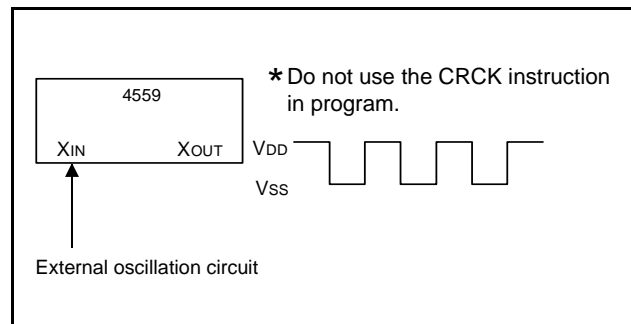 * Do not use the CRCK instruction
in program.
4559
XIN XOUT
VDD
VSS
External oscillation circuit